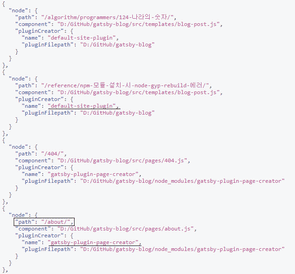 "node": {
"path": "/algorithm/programmers/124-나라의-숫자/",
"component": "D:/GitHub/gatsby-blog/src/templates/blog-post.js",
"pluginCreator": {
"name": "default-site-plugin",
"pluginFilepath": "D:/GitHub/gatsby-blog"
}
}
},
{
"node": {
"path": "/reference/npm-모듈-설치-시-node-gyp-rebuild-에러/",
"component": "D:/GitHub/gatsby-blog/src/templates/blog-post.js",
"pluginCreator": {
"name": "default-site-plugin",
"pluginFilepath": "D:/GitHub/gatsby-blog"
}
}
},
{
"node": {
"path": "/404/",
"component": "D:/GitHub/gatsby-blog/src/pages/404.js",
"pluginCreator": {
"name": "gatsby-plugin-page-creator",
"pluginFilepath": "D:/GitHub/gatsby-blog/node_modules/gatsby-plugin-page-creator"
}
}
},
{
"node": {
"path": "/about/",
"component": "D:/GitHub/gatsby-blog/src/pages/about.js",
"pluginCreator": {
"name": "gatsby-plugin-page-creator",
"pluginFilepath": "D:/GitHub/gatsby-blog/node_modules/gatsby-plugin-page-creator"
}
}
},